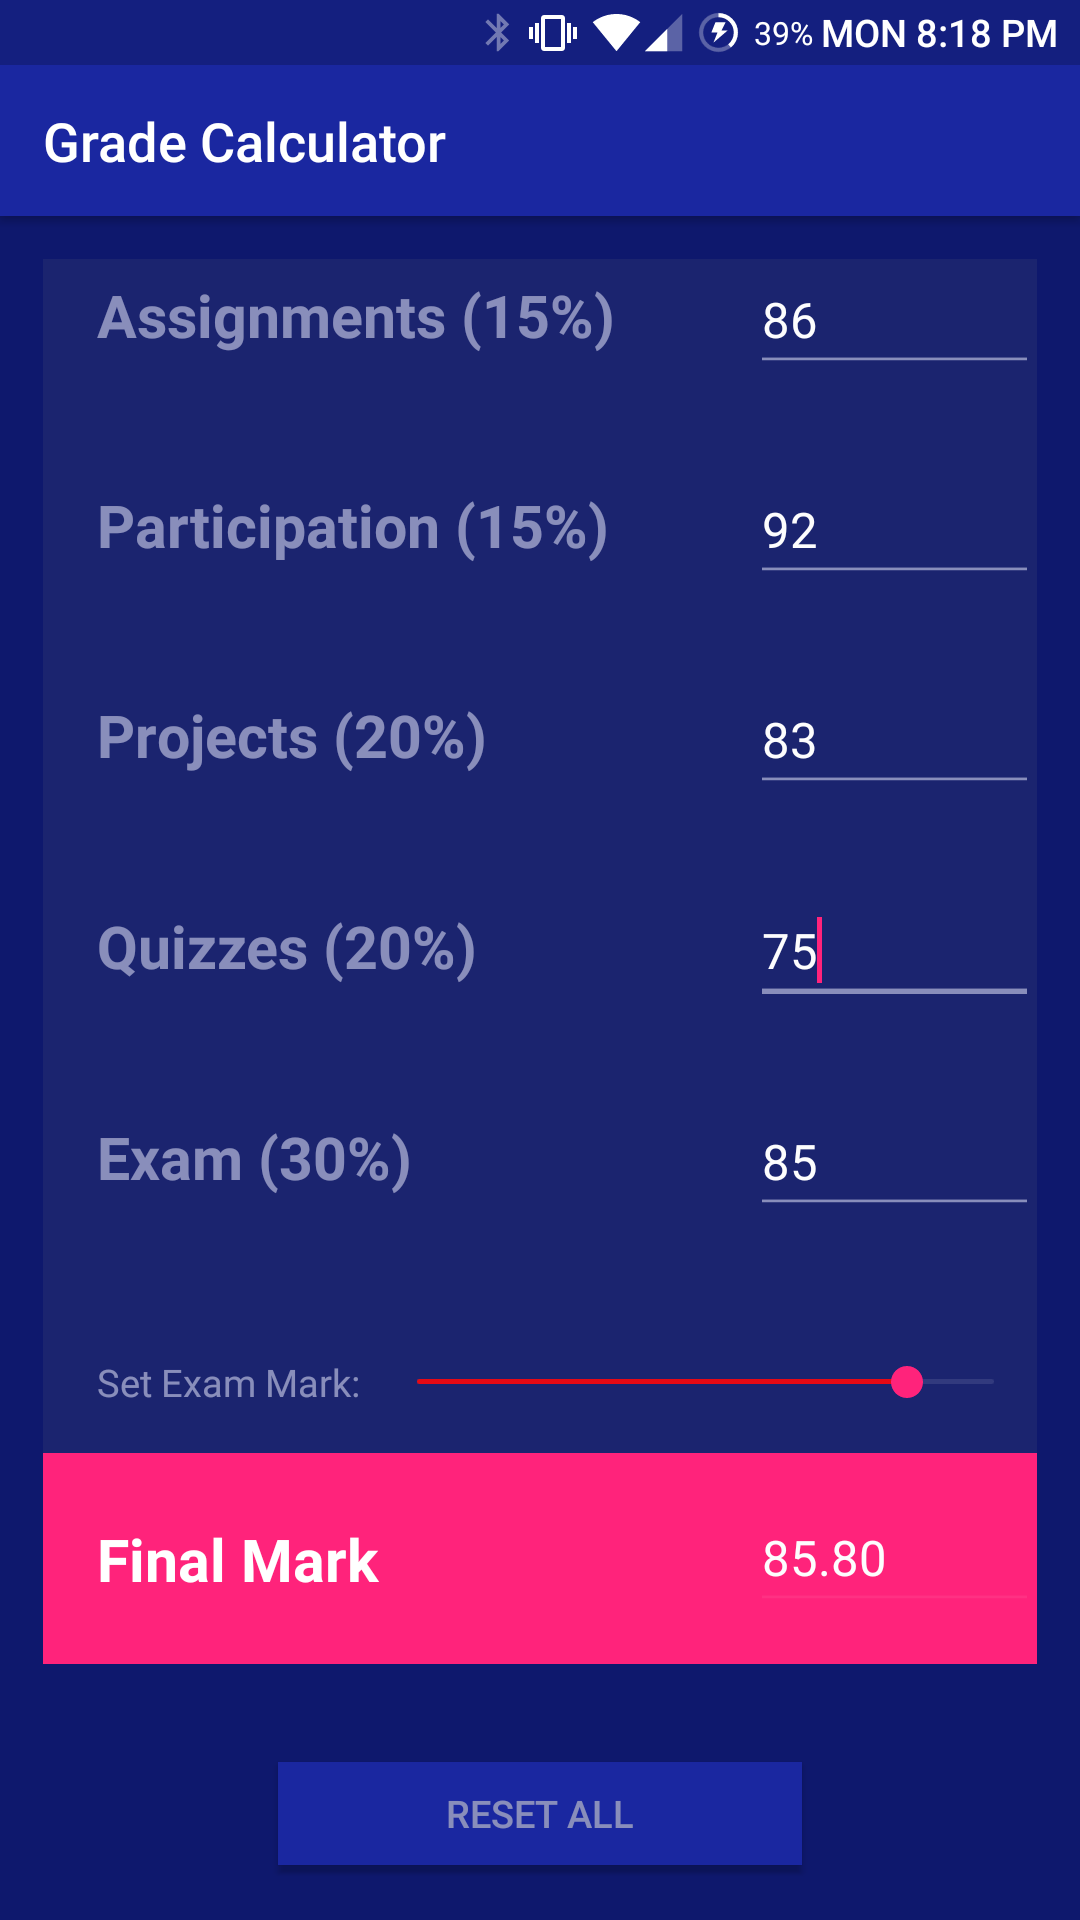 39% MON 8:18 PM
Grade Calculator
Assignments (15%) 86
Participation (15%) 92
Projects (20%) 83
Quizzes (20%) 75
Exam (30%) 85
Set Exam Mark:
Final Mark 85.80
RESET ALL